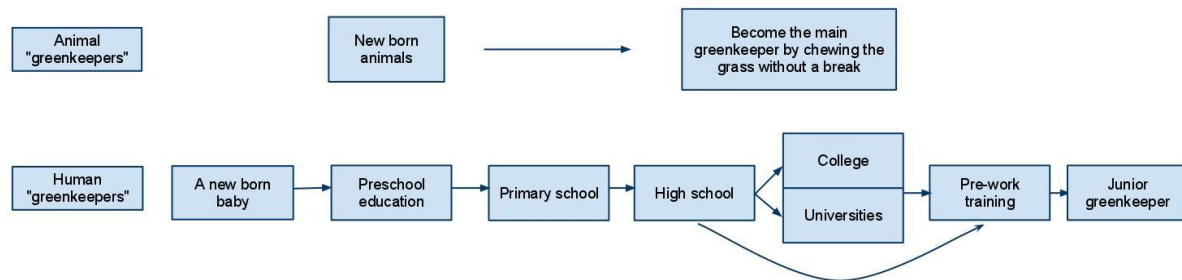 Animal
"greenkeepers"
New born
animals
Become the main
greenkeeper by chewing the
grass without a break
Human
"greenkeepers"
A new born
baby
Preschool
education
Primary school
High school
College
Universities
Pre-work
training
Junior
greenkeeper